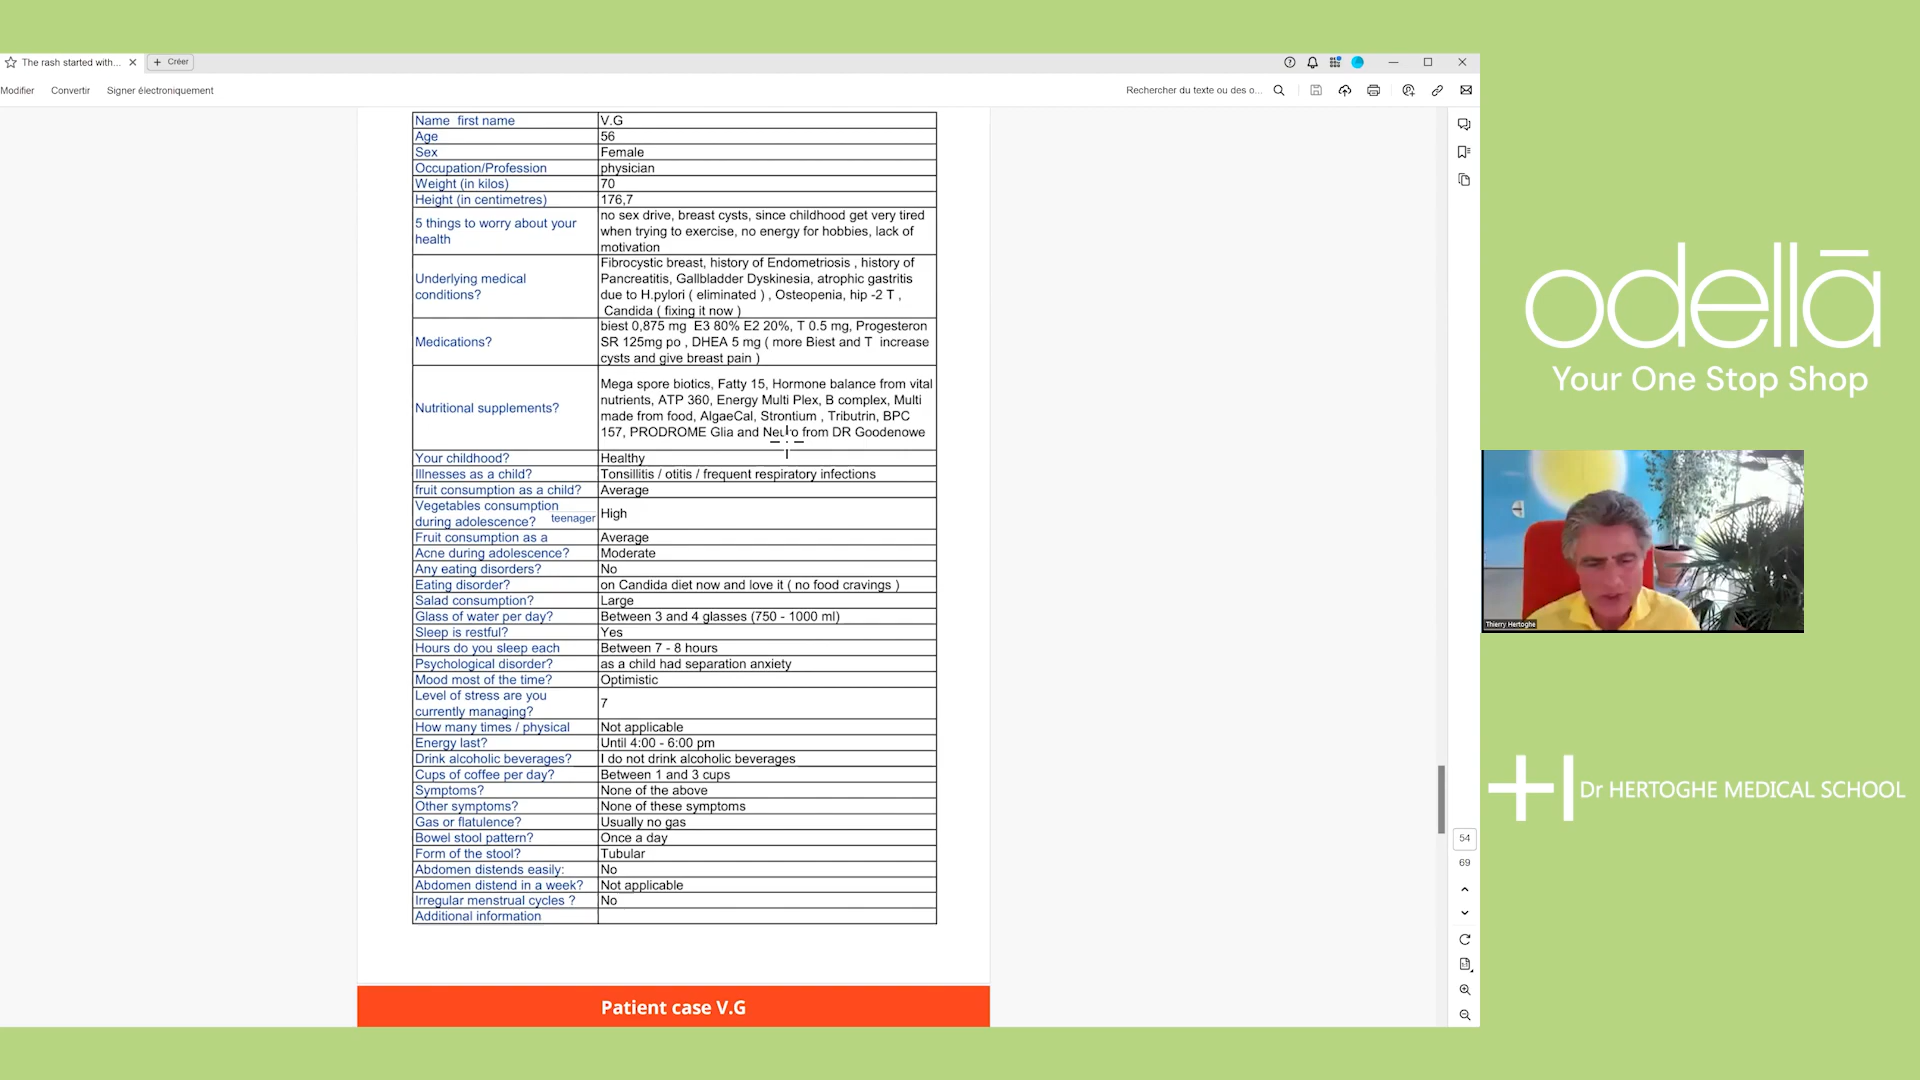 The rash started with...
Créer
Modifier
Convertir
Signer électroniquement
Rechercher du texte ou des o...
Name first name V.G
Age 56
Sex Female
Occupation/Profession physician
Weight (in kilos) 70
Height (in centimetres) 176,7
5 things to worry about your health
no sex drive, breast cysts, since childhood get very tired
when trying to exercise, no energy for hobbies, lack of
motivation
Underlying medical conditions?
Fibrocystic breast, history of Endometriosis , history of
Pancreatitis, Gallbladder Dyskinesia, atrophic gastritis
due to H.pylori ( eliminated ) , Osteopenia, hip -2 T ,
Candida ( fixing it now )
Medications?
biest 0,875 mg E3 80% E2 20%, T 0.5 mg, Progesteron
SR 125mg po , DHEA 5 mg ( more Biest and T increase
cysts and give breast pain )
Nutritional supplements?
Mega spore biotics, Fatty 15, Hormone balance from vital
nutrients, ATP 360, Energy Multi Plex, B complex, Multi
made from food, AlgaeCal, Strontium , Tributrin, BPC
157, PRODROME Glia and Neuro from DR Goodenowe
Your childhood? Healthy
Illnesses as a child? Tonsillitis / otitis / frequent respiratory infections
fruit consumption as a child? Average
Vegetables consumption
during adolescence? teenager High
Fruit consumption as a Average
Acne during adolescence? Moderate
Any eating disorders? No
Eating disorder? on Candida diet now and love it ( no food cravings )
Salad consumption? Large
Glass of water per day? Between 3 and 4 glasses (750 - 1000 ml)
Sleep is restful? Yes
Hours do you sleep each Between 7 - 8 hours
Psychological disorder? as a child had separation anxiety
Mood most of the time? Optimistic
Level of stress are you
currently managing? 7
How many times / physical Not applicable
Energy last? Until 4:00 - 6:00 pm
Drink alcoholic beverages? I do not drink alcoholic beverages
Cups of coffee per day? Between 1 and 3 cups
Symptoms? None of the above
Other symptoms? None of these symptoms
Gas or flatulence? Usually no gas
Bowel stool pattern? Once a day
Form of the stool? Tubular
Abdomen distends easily: No
Abdomen distend in a week? Not applicable
Irregular menstrual cycles ? No
Additional information
Patient case V.G
54
69
odellā
Your One Stop Shop
Thierry Hertoghe
Dr HERTOGHE MEDICAL SCHOOL